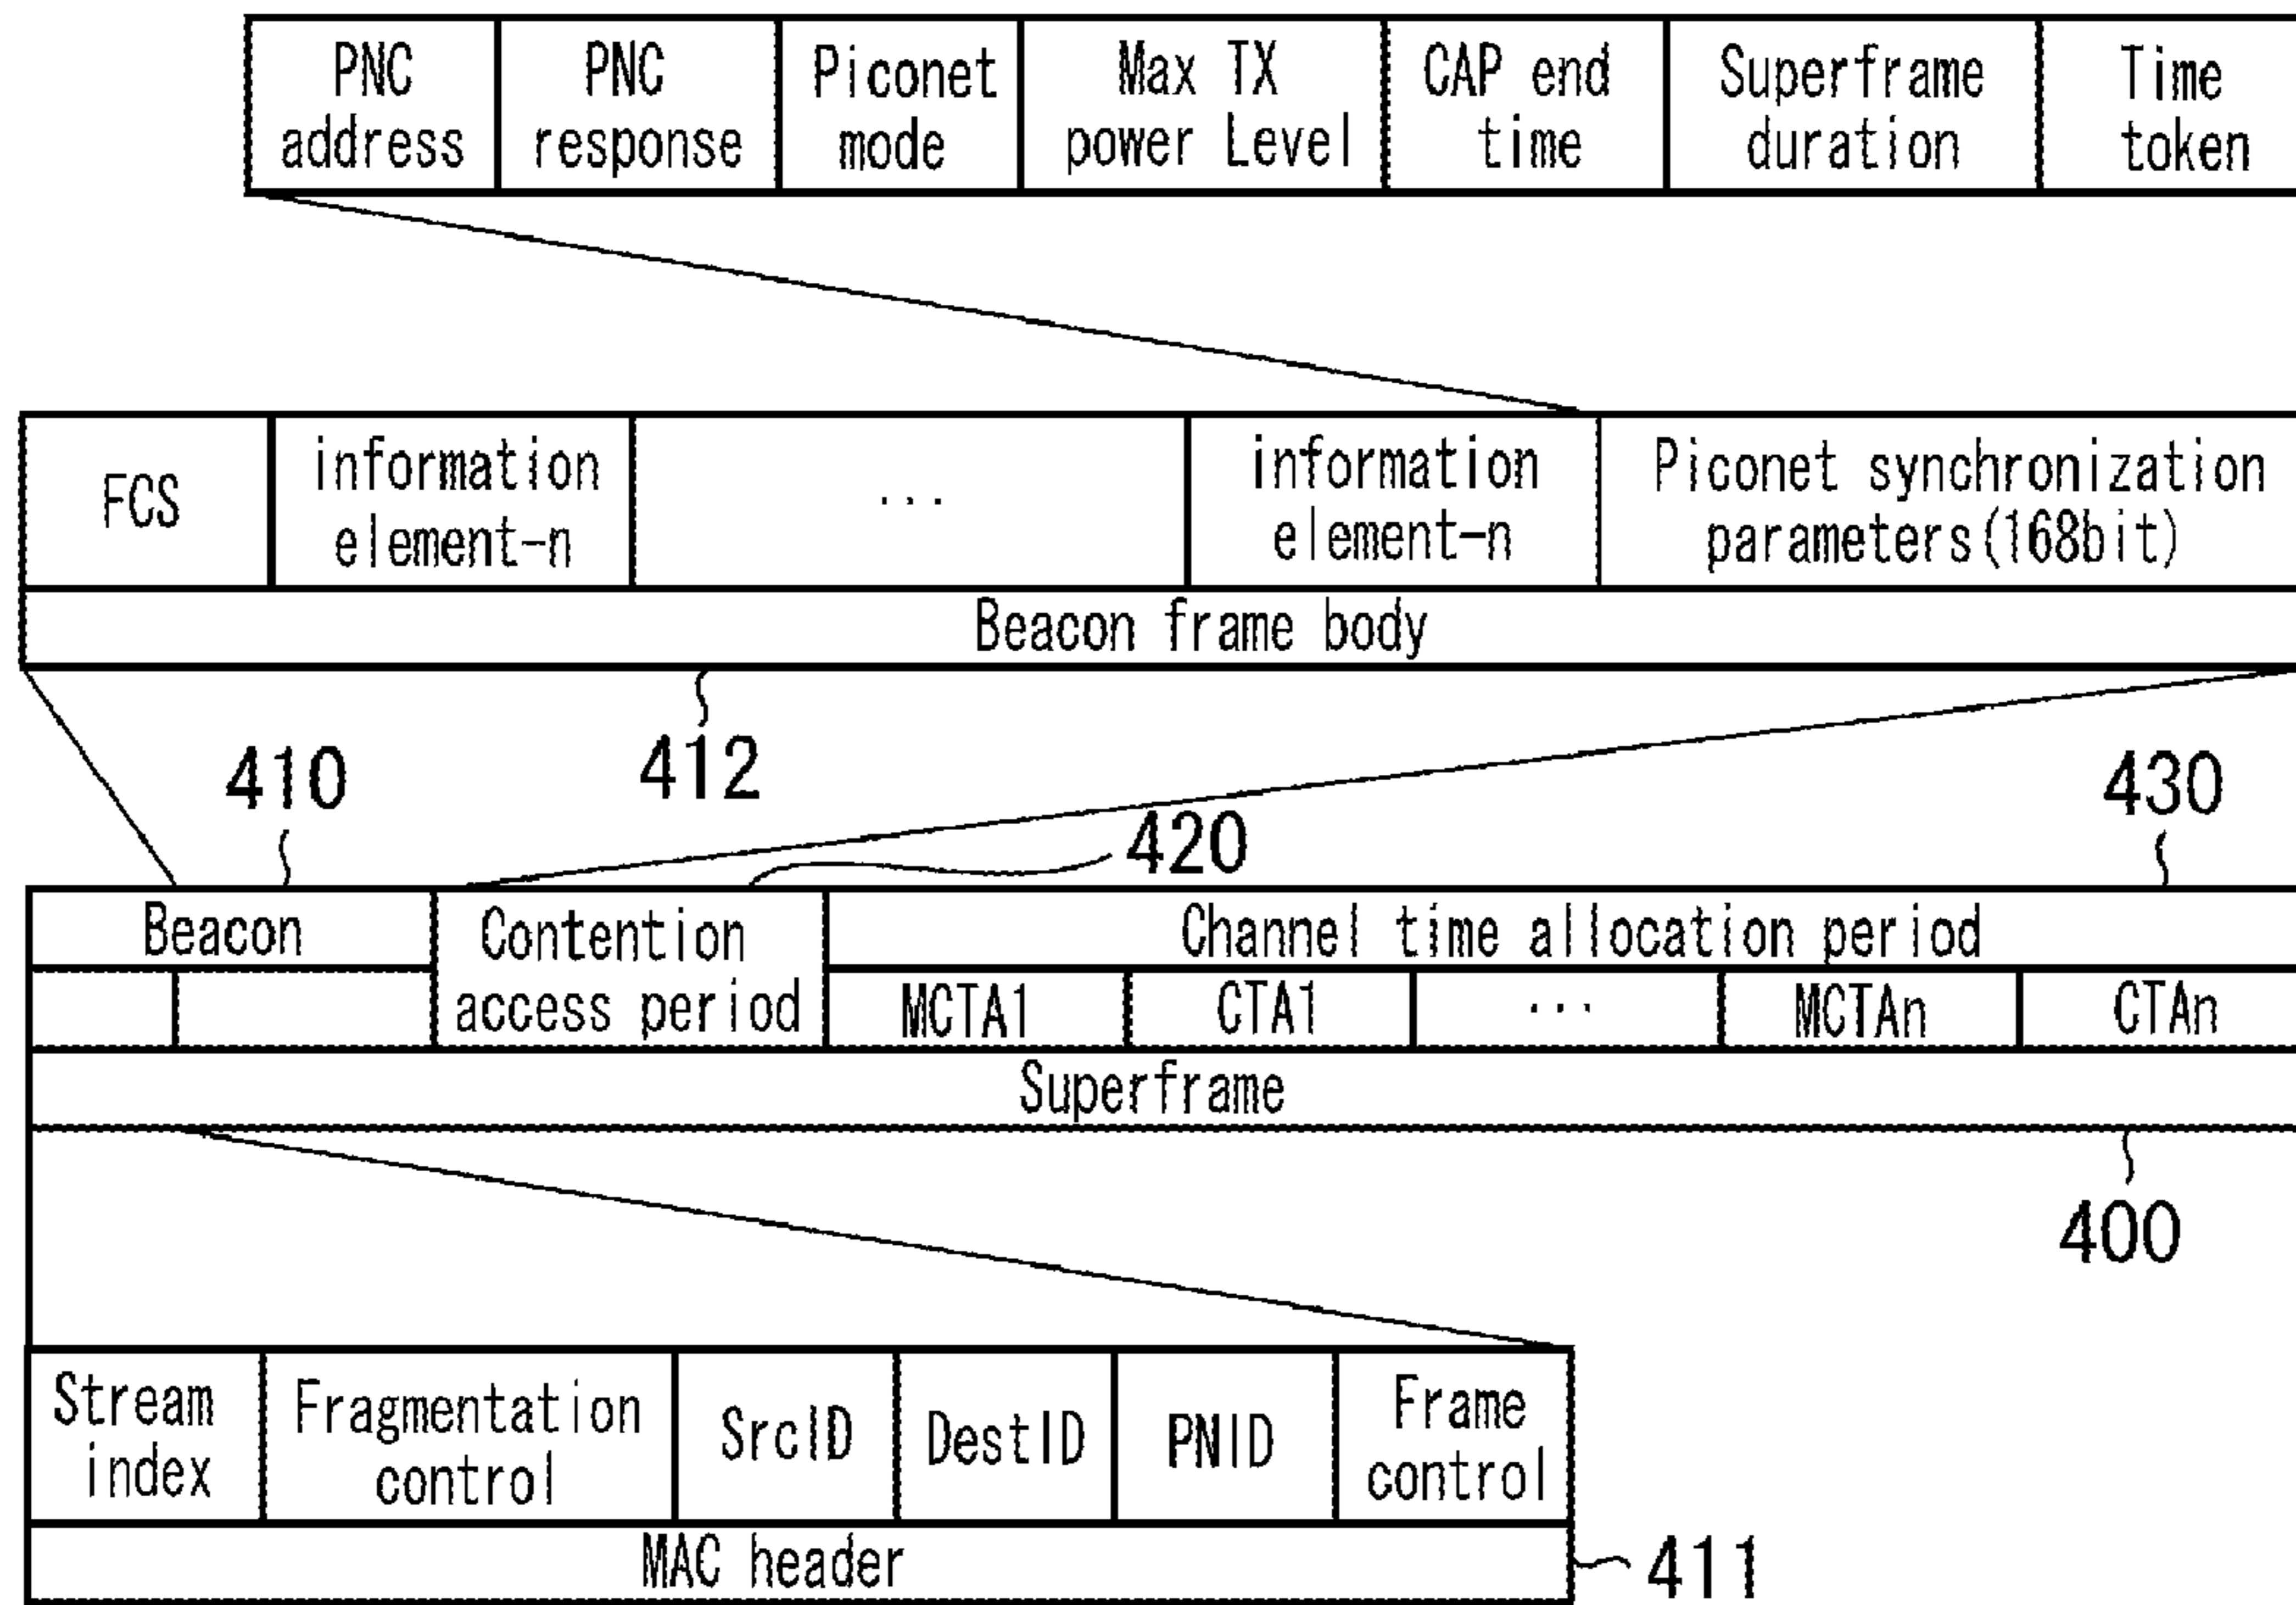 PNC address
PNC response
Piconet mode
Max TX power Level
CAP end time
Superframe duration
Time token
FCS
information element-n
...
information element-n
Piconet synchronization parameters(168bit)
Beacon frame body
412
410
420
430
Beacon
Contention access period
Channel time allocation period
MCTA1
CTA1
...
MCTAn
CTAn
Superframe
400
Stream index
Fragmentation control
SrcID
DestID
PNID
Frame control
MAC header
411